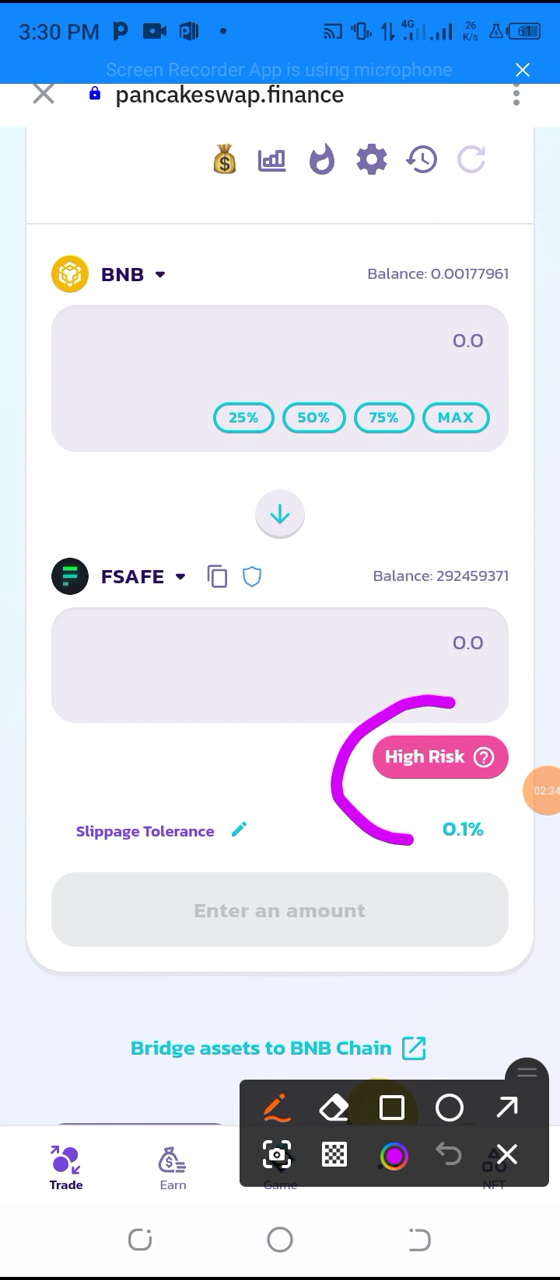 3:30 PM
4G
26
K/s
61
Screen Recorder App is using microphone
pancakeswap.finance
BNB
Balance: 0.00177961
0.0
25%
50%
75%
MAX
FSAFE
Balance: 292459371
0.0
High Risk
02:34
Slippage Tolerance
0.1%
Enter an amount
Bridge assets to BNB Chain
Trade
Earn
Game
NFT